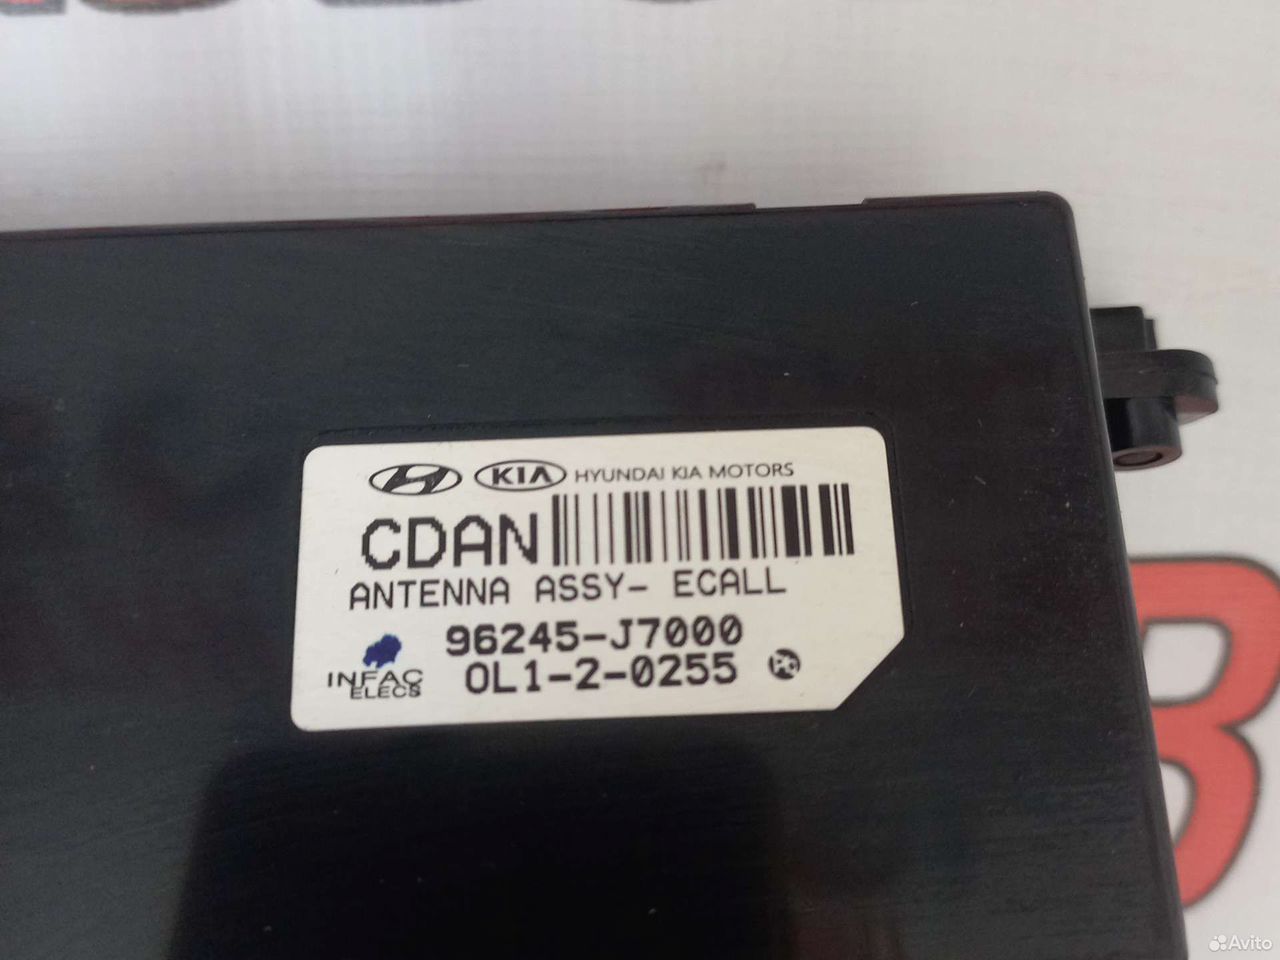 KIA HYUNDAI KIA MOTORS
CDAN
ANTENNA ASSY- ECALL
96245-J7000
INFAC
ELECS
0L1-2-0255
B
Avito